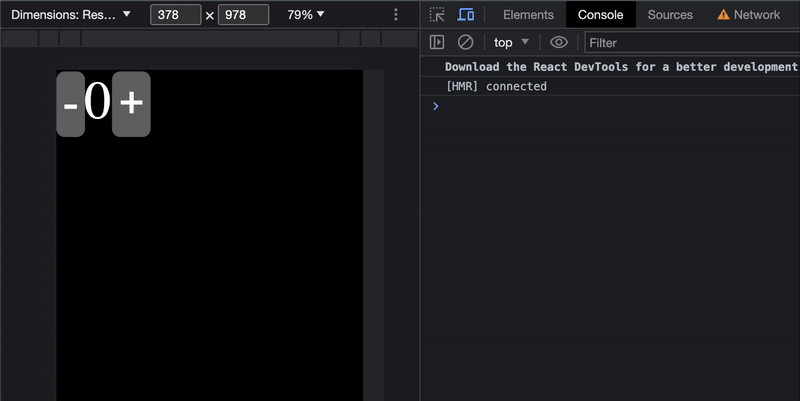 Dimensions: Res… 378 × 978 79%
Elements Console Sources Network
top Filter
- 0 +
Download the React DevTools for a better development
[HMR] connected